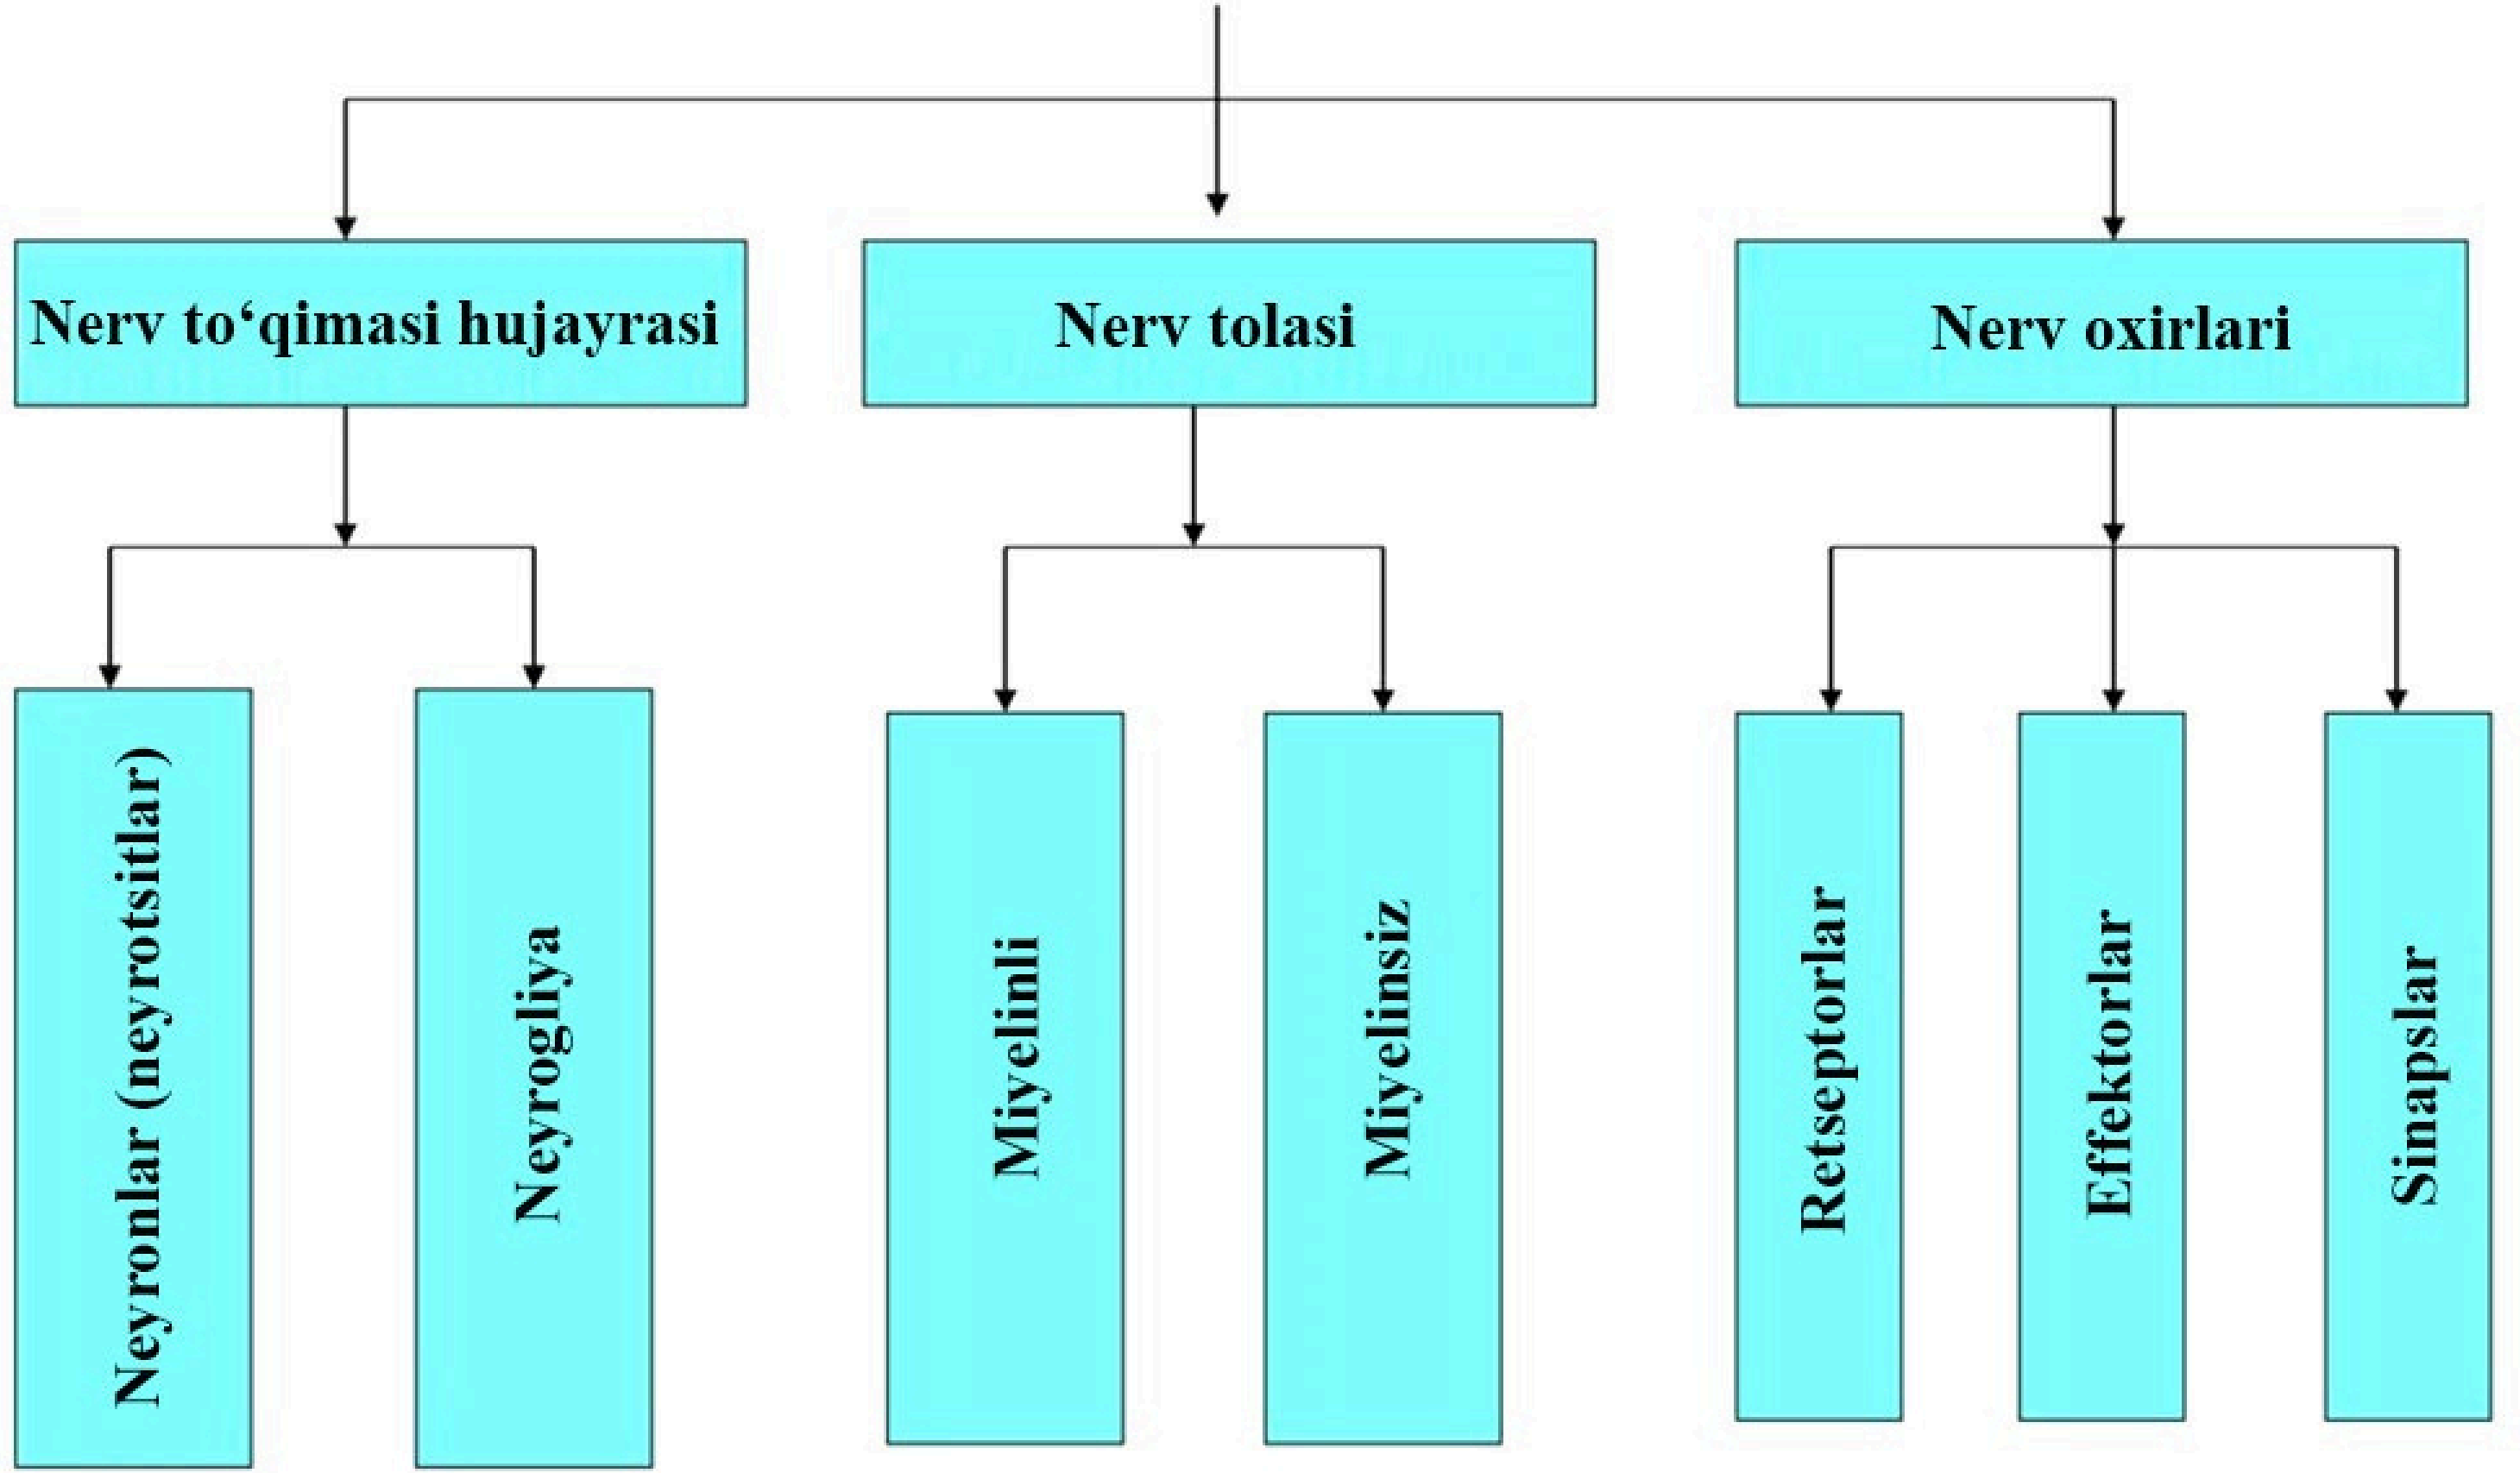 Nerv to‘qimasi hujayrasi
Nerv tolasi
Nerv oxirlari
Neyronlar (neyrotsitlar)
Neyrogliya
Miyelinli
Miyelinsiz
Retseptorlar
Effektorlar
Sinapslar